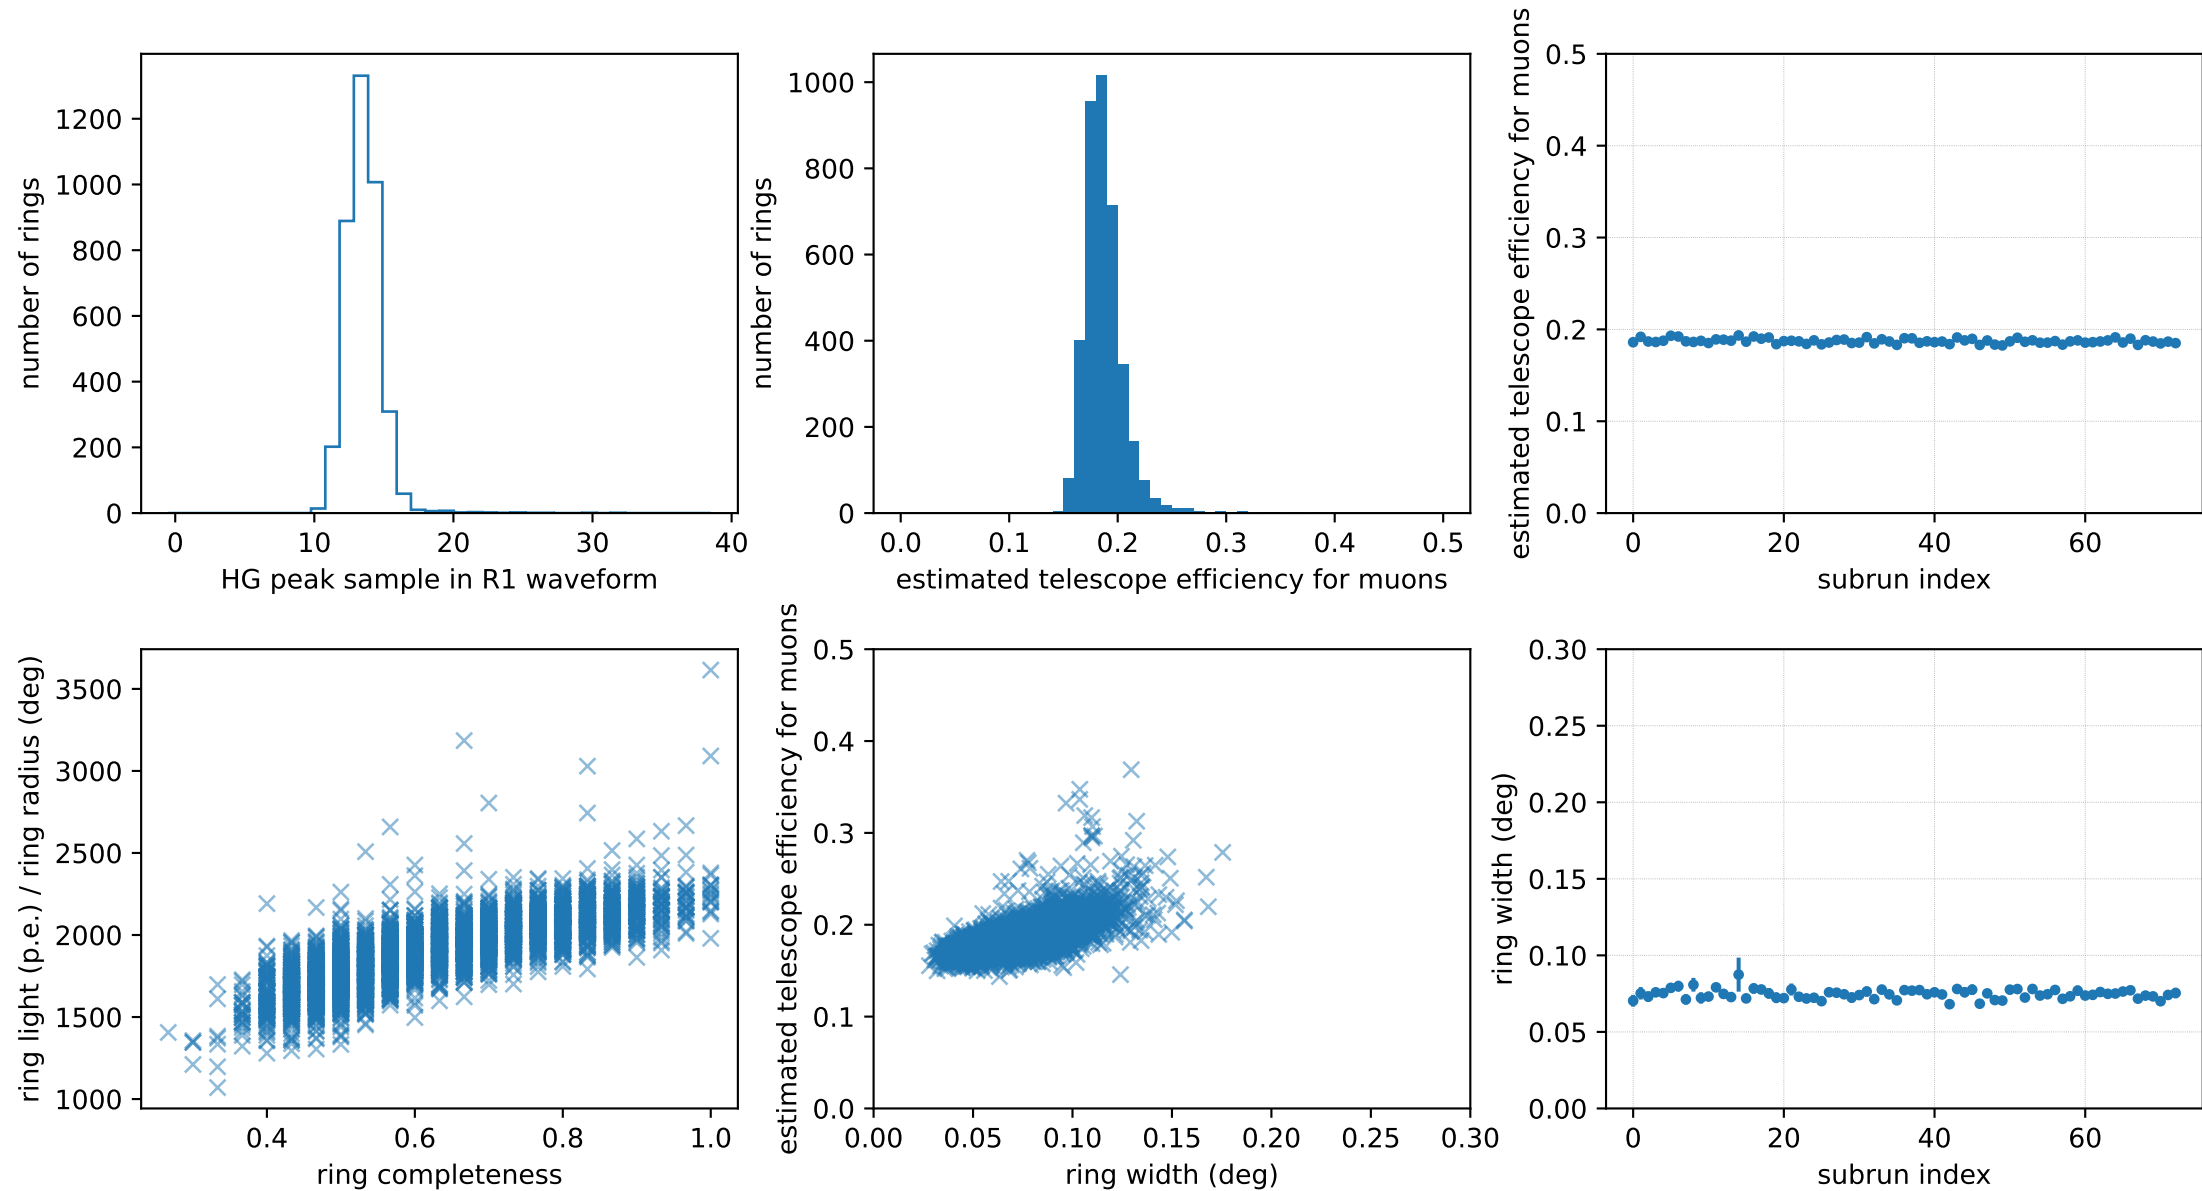 number of rings
1200
1000
800
600
400
200
0
0 10 20 30 40
HG peak sample in R1 waveform
number of rings
1000
800
600
400
200
0
0.0 0.1 0.2 0.3 0.4 0.5
estimated telescope efficiency for muons
estimated telescope efficiency for muons
0.5
0.4
0.3
0.2
0.1
0.0
0 20 40 60
subrun index
ring light (p.e.) / ring radius (deg)
3500
3000
2500
2000
1500
1000
0.4 0.6 0.8 1.0
ring completeness
estimated telescope efficiency for muons
0.5
0.4
0.3
0.2
0.1
0.0
0.00 0.05 0.10 0.15 0.20 0.25 0.30
ring width (deg)
ring width (deg)
0.30
0.25
0.20
0.15
0.10
0.05
0.00
0 20 40 60
subrun index